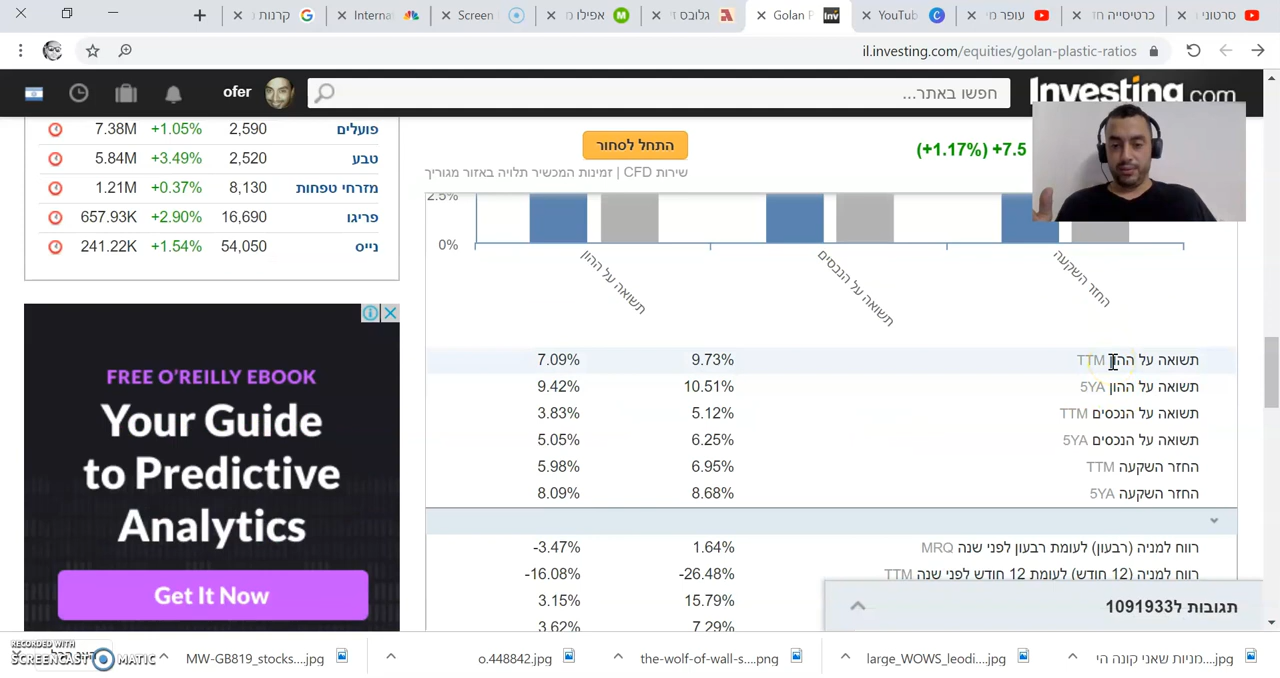 קרנות
Interna
Screen
אפילו מ
גלובס
Golan P
YouTub
עופר מי
כרטיסייה חד
סרטוני
il.investing.com/equities/golan-plastic-ratios
ofer
חפשו באתר...
Investing.com
פועלים 2,590 +1.05% 7.38M
טבע 2,520 +3.49% 5.84M
מזרחי טפחות 8,130 +0.37% 1.21M
פריגו 16,690 +2.90% 657.93K
נייס 54,050 +1.54% 241.22K
התחל לסחור
שירות CFD | זמינות המכשיר תלויה באזור מגוריך
+7.5 (+1.17%)
2.5%
0%
החזר השקעה
תשואה על הנכסים
תשואה על ההון
תשואה על ההון TTM 9.73% 7.09%
תשואה על ההון 5YA 10.51% 9.42%
תשואה על הנכסים TTM 5.12% 3.83%
תשואה על הנכסים 5YA 6.25% 5.05%
החזר השקעה TTM 6.95% 5.98%
החזר השקעה 5YA 8.68% 8.09%
רווח למניה (רבעון) לעומת רבעון לפני שנה MRQ 1.64% -3.47%
רווח למניה (12 חודש) לעומת 12 חודש לפני שנה TTM -26.48% -16.08%
15.79% 3.15%
7.29% 3.62%
תגובות ל1091933
FREE O'REILLY EBOOK
Your Guide
to Predictive
Analytics
Get It Now
RECORDED WITH
SCREENCAST MATIC
MW-GB819_stocks....jpg
o.448842.jpg
the-wolf-of-wall-s....png
large_WOWS_leodi....jpg
מניות שאני קונה הי....jpg